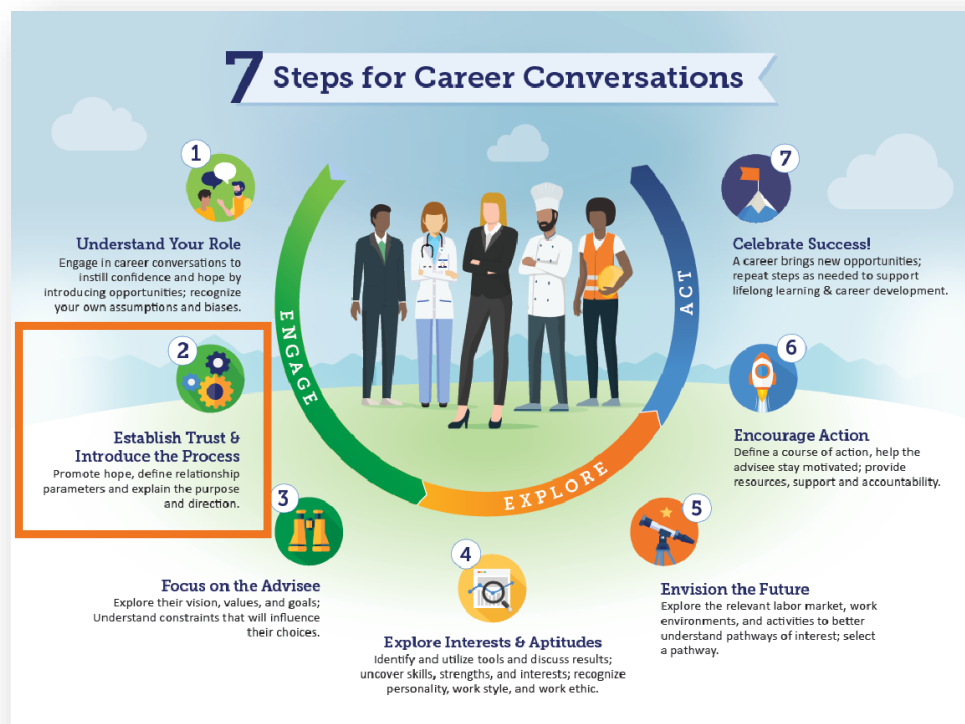 7 Steps for Career Conversations
1
Understand Your Role
Engage in career conversations to
instill confidence and hope by
introducing opportunities; recognize
your own assumptions and biases.
2
Establish Trust &
Introduce the Process
Promote hope, define relationship
parameters and explain the purpose
and direction.
3
Focus on the Advisee
Explore their vision, values, and goals;
Understand constraints that will influence
their choices.
4
Explore Interests & Aptitudes
Identify and utilize tools and discuss results;
uncover skills, strengths, and interests; recognize
personality, work style, and work ethic.
5
Envision the Future
Explore the relevant labor market, work
environments, and activities to better
understand pathways of interest; select
a pathway.
6
Encourage Action
Define a course of action, help the
advisee stay motivated; provide
resources, support and accountability.
7
Celebrate Success!
A career brings new opportunities;
repeat steps as needed to support
lifelong learning & career development.
ENGAGE
EXPLORE
ACT